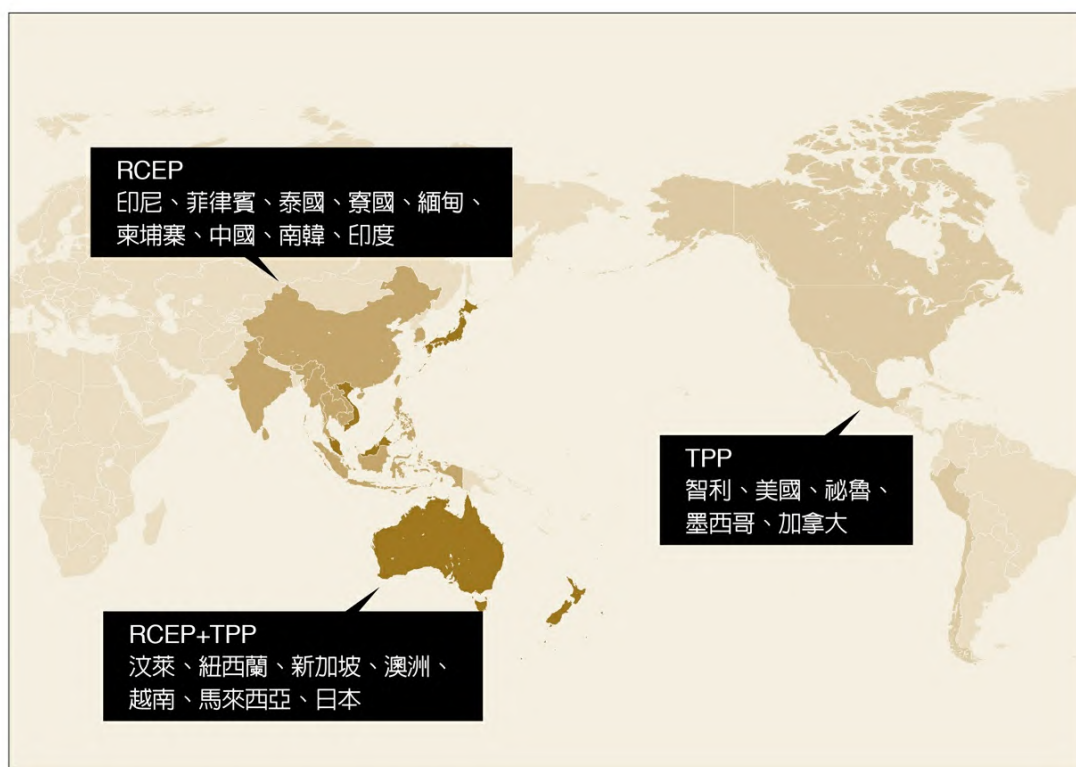 RCEP
印尼、菲律賓、泰國、寮國、緬甸、
柬埔寨、中國、南韓、印度
TPP
智利、美國、祕魯、
墨西哥、加拿大
RCEP+TPP
汶萊、紐西蘭、新加坡、澳洲、
越南、馬來西亞、日本